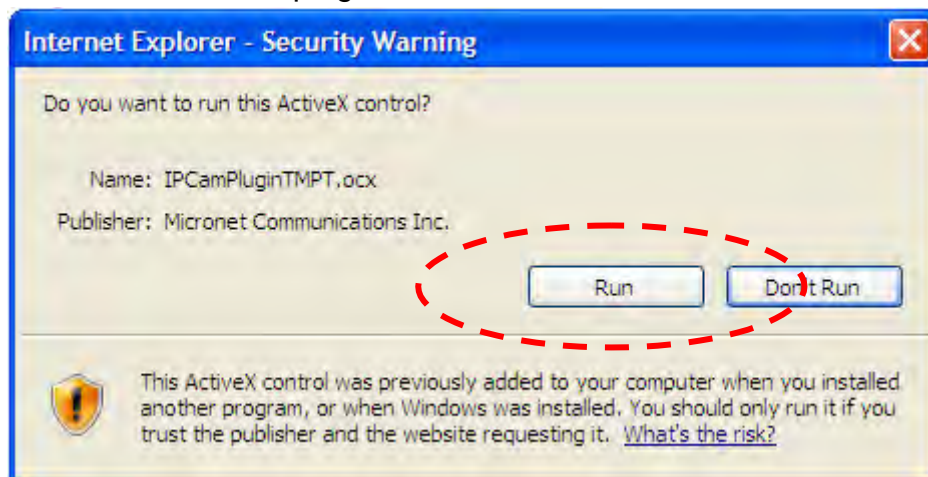 Internet Explorer - Security Warning
Do you want to run this ActiveX control?
Name: IPCamPluginTMPT.ocx
Publisher: Micronet Communications Inc.
Run Don't Run
This ActiveX control was previously added to your computer when you installed
another program, or when Windows was installed. You should only run it if you
trust the publisher and the website requesting it. What's the risk?